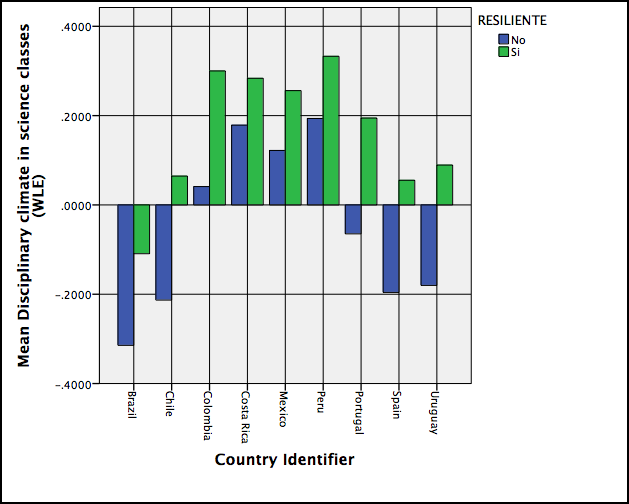 RESILIENTE
No
Si
Mean Disciplinary climate in science classes
(WLE)
.4000
.2000
.0000
-.2000
-.4000
Brazil
Chile
Colombia
Costa Rica
Mexico
Peru
Portugal
Spain
Uruguay
Country Identifier